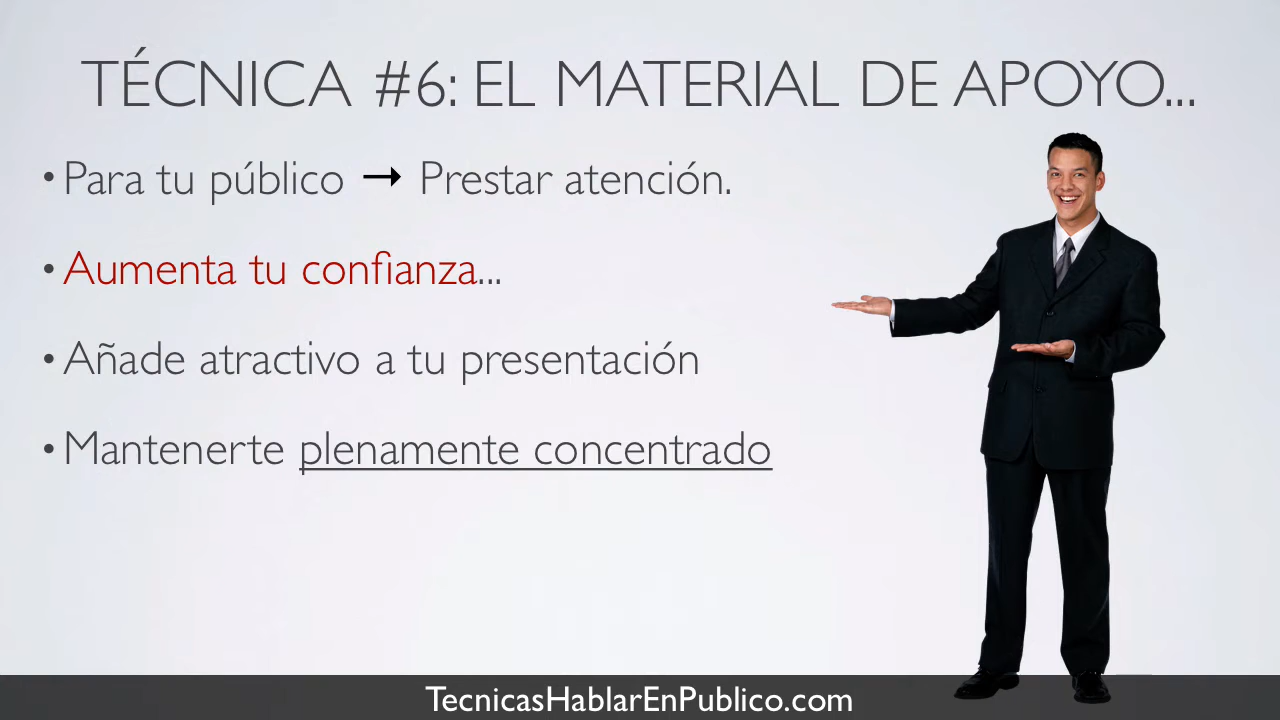 TÉCNICA #6: EL MATERIAL DE APOYO...
• Para tu público → Prestar atención.
• Aumenta tu confianza...
• Añade atractivo a tu presentación
• Mantenerte plenamente concentrado
TecnicasHablarEnPublico.com